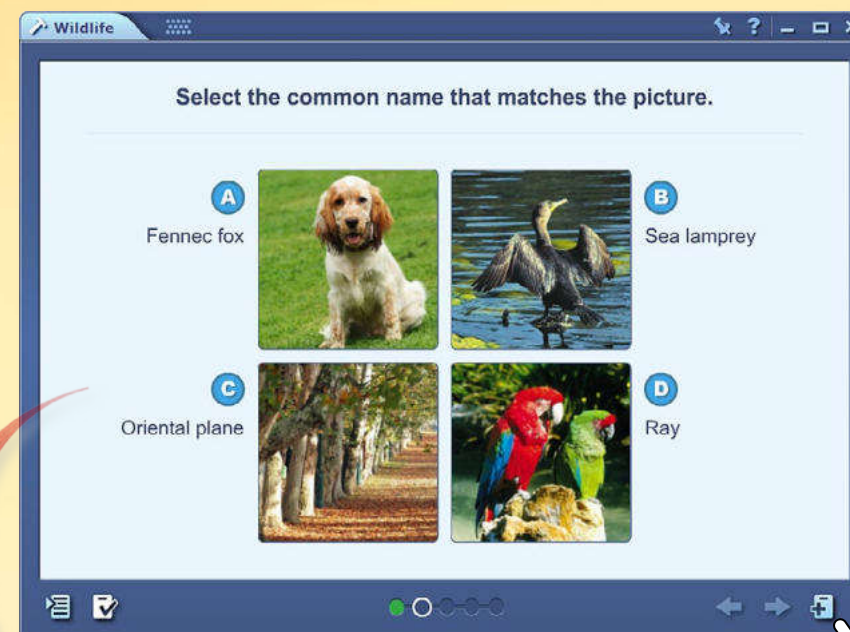 Wildlife
?
Select the common name that matches the picture.
A
Fennec fox
B
Sea lamprey
C
Oriental plane
D
Ray